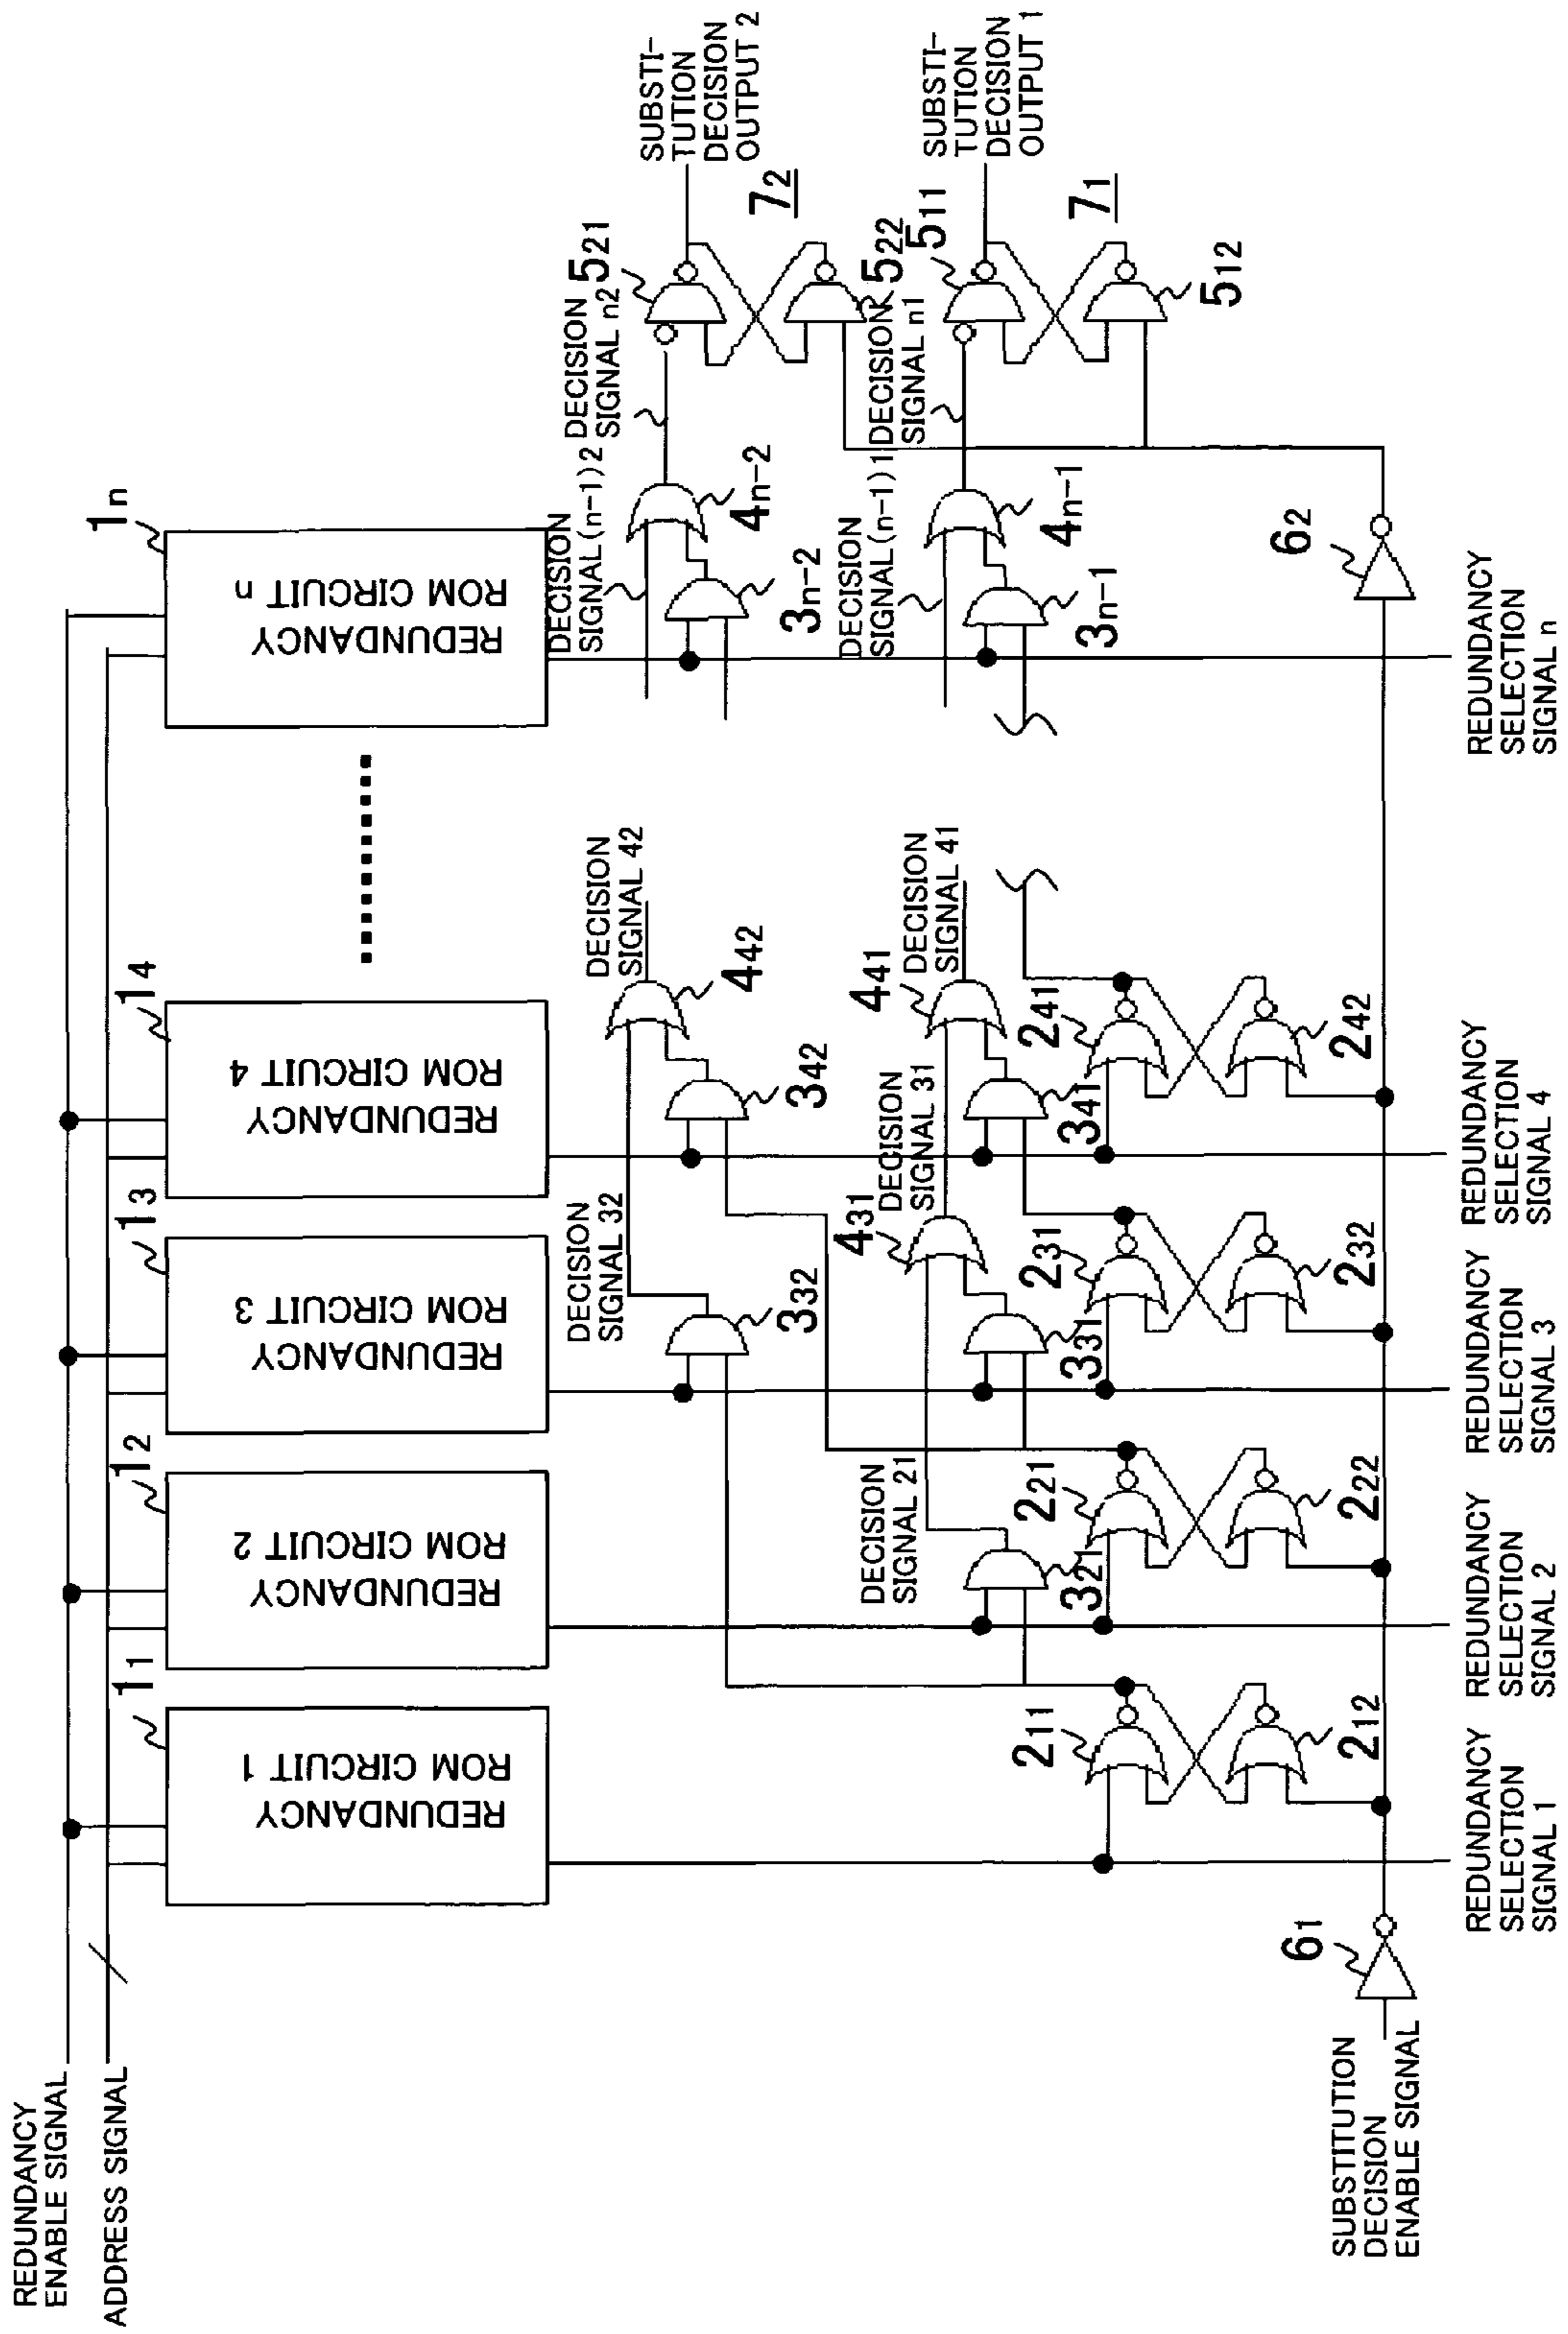 REDUNDANCY
ENABLE SIGNAL
ADDRESS SIGNAL
11
REDUNDANCY
ROM CIRCUIT 1
12
REDUNDANCY
ROM CIRCUIT 2
13
REDUNDANCY
ROM CIRCUIT 3
14
REDUNDANCY
ROM CIRCUIT 4
1n
REDUNDANCY
ROM CIRCUIT n
DECISION
SIGNAL 32
332
DECISION
SIGNAL 42
442
342
DECISION
SIGNAL(n-1)2
DECISION
SIGNAL n2
4n-2
3n-2
521
522
72
SUBSTI-
TUTION
DECISION
OUTPUT 2
DECISION
SIGNAL 21
321
DECISION
SIGNAL 31
431
331
DECISION
SIGNAL 41
441
341
DECISION
SIGNAL(n-1)1
DECISION
SIGNAL n1
4n-1
3n-1
511
512
71
SUBSTI-
TUTION
DECISION
OUTPUT 1
211
212
221
222
231
232
241
242
61
62
SUBSTITUTION
DECISION
ENABLE SIGNAL
REDUNDANCY
SELECTION
SIGNAL 1
REDUNDANCY
SELECTION
SIGNAL 2
REDUNDANCY
SELECTION
SIGNAL 3
REDUNDANCY
SELECTION
SIGNAL 4
REDUNDANCY
SELECTION
SIGNAL n